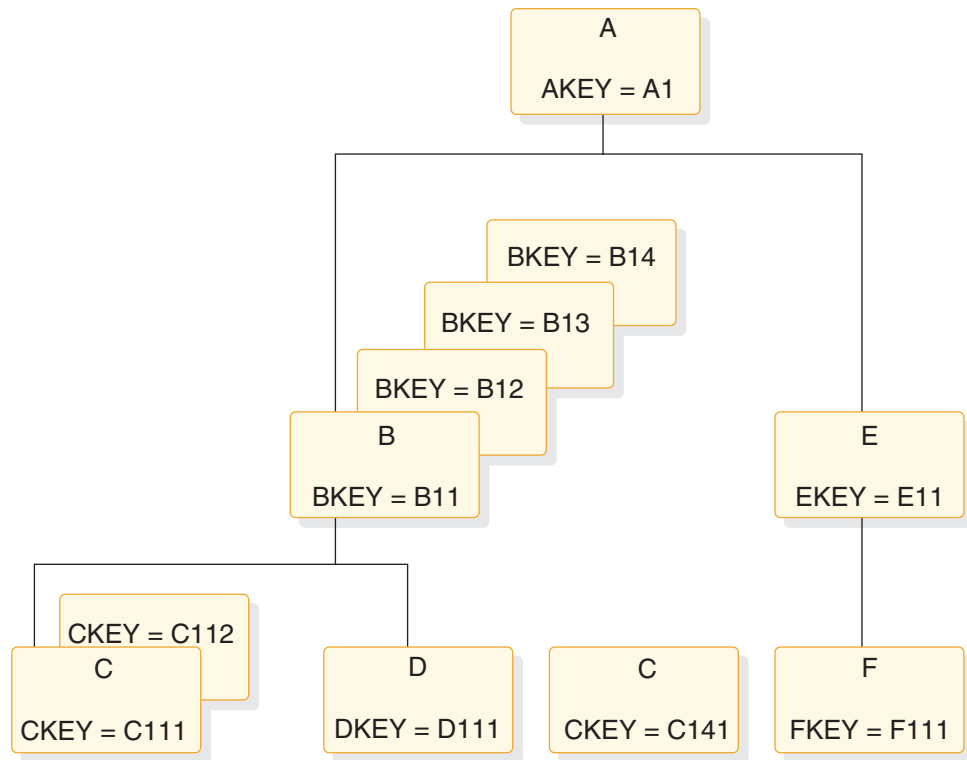 A
AKEY = A1
BKEY = B14
BKEY = B13
BKEY = B12
B
BKEY = B11
E
EKEY = E11
CKEY = C112
C
CKEY = C111
D
DKEY = D111
C
CKEY = C141
F
FKEY = F111